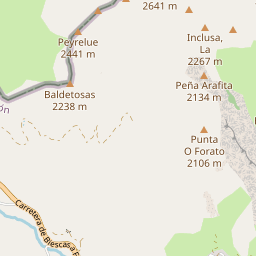 2641 m
Peyrelue
2441 m
Inclusa,
La
2267 m
Peña Arafita
2134 m
Baldetosas
2238 m
Punta
O Forato
2106 m
Carretera de Biescas a F